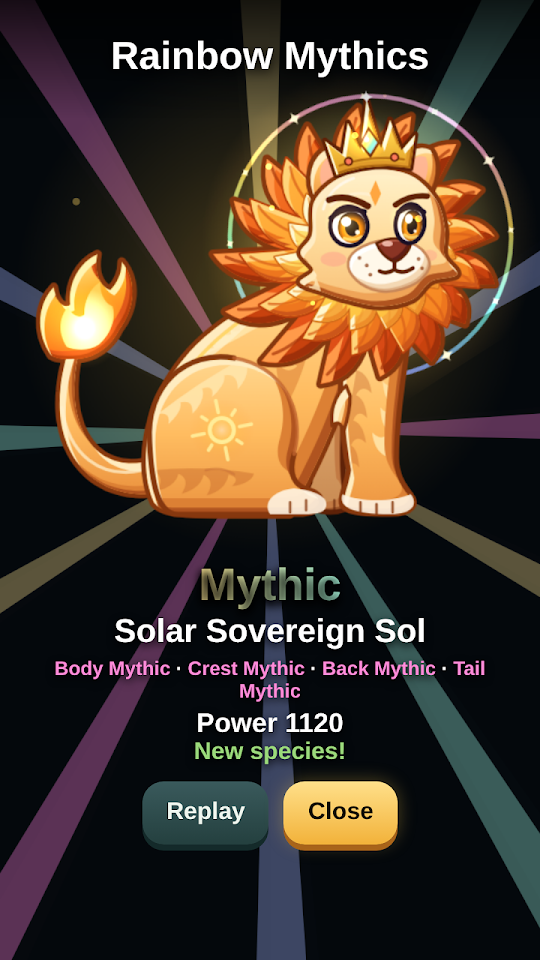 Rainbow Mythics
Mythic
Solar Sovereign Sol
Body Mythic · Crest Mythic · Back Mythic · Tail
Mythic
Power 1120
New species!
Replay Close